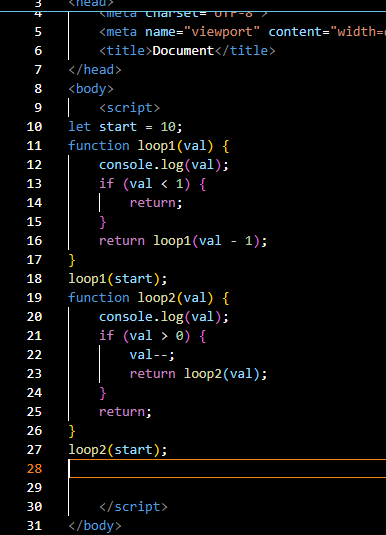 3 <head>
4 <meta charset="UTF-8">
5 <meta name="viewport" content="width=
6 <title>Document</title>
7 </head>
8 <body>
9 <script>
10 let start = 10;
11 function loop1(val) {
12 console.log(val);
13 if (val < 1) {
14 return;
15 }
16 return loop1(val - 1);
17 }
18 loop1(start);
19 function loop2(val) {
20 console.log(val);
21 if (val > 0) {
22 val--;
23 return loop2(val);
24 }
25 return;
26 }
27 loop2(start);
28
29
30 </script>
31 </body>